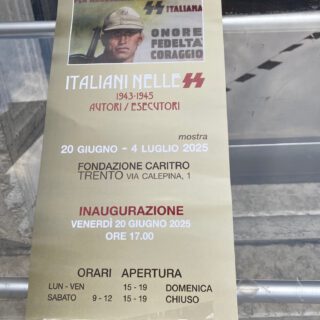 ITALIANA
ONORE
FEDELTÀ
CORAGGIO
ITALIANI NELLE SS
1943-1945
AUTORI / ESECUTORI
mostra
20 GIUGNO - 4 LUGLIO 2025
FONDAZIONE CARITRO
TRENTO VIA CALEPINA, 1
INAUGURAZIONE
VENERDÌ 20 GIUGNO 2025
ORE 17.00
ORARI APERTURA
LUN - VEN 15 - 19 DOMENICA
SABATO 9 - 12 15 - 19 CHIUSO